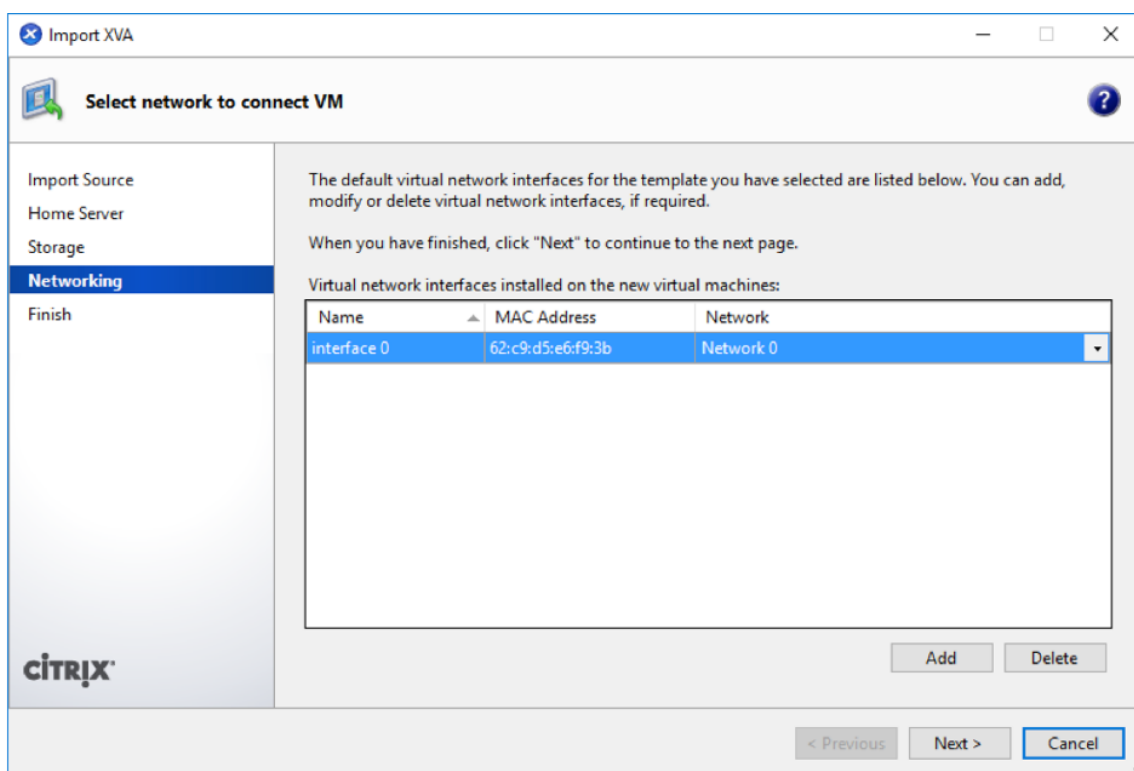 Import XVA
Select network to connect VM
?
Import Source
Home Server
Storage
Networking
Finish
The default virtual network interfaces for the template you have selected are listed below. You can add,
modify or delete virtual network interfaces, if required.
When you have finished, click "Next" to continue to the next page.
Virtual network interfaces installed on the new virtual machines:
Name MAC Address Network
interface 0 62:c9:d5:e6:f9:3b Network 0
Add Delete
CİTRIX
< Previous Next > Cancel